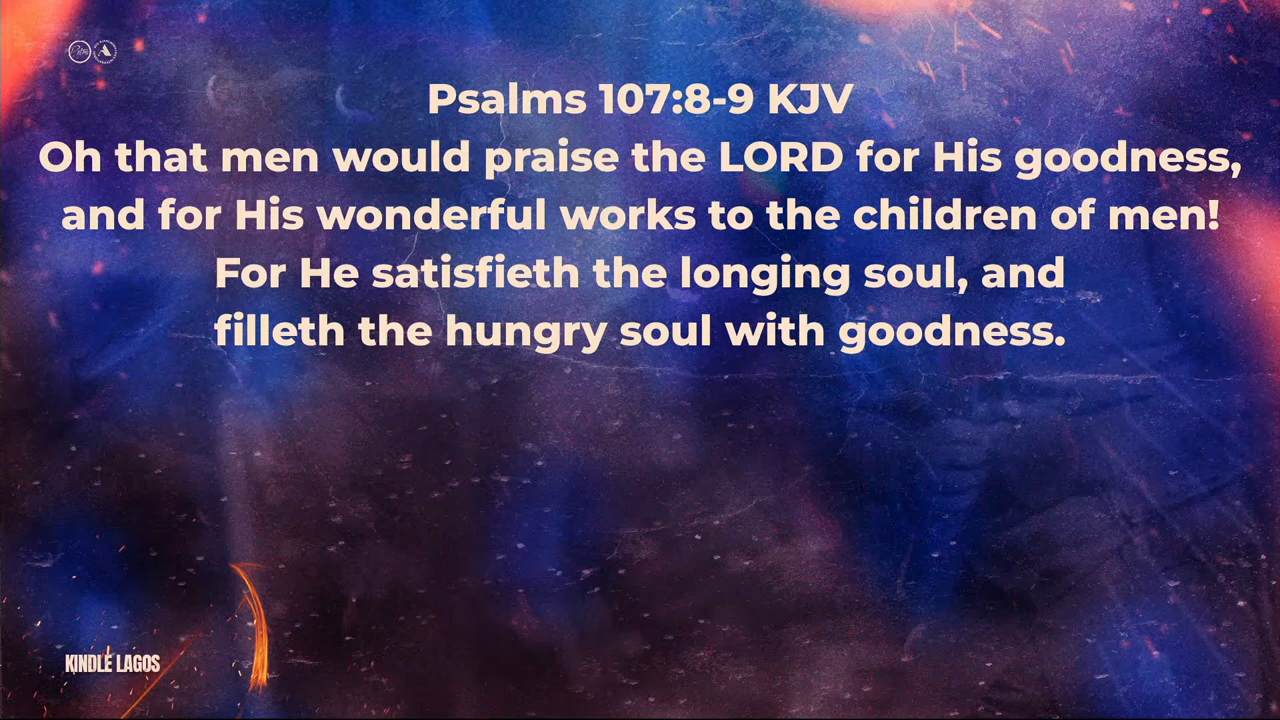 Psalms 107:8-9 KJV
Oh that men would praise the LORD for His goodness,
and for His wonderful works to the children of men!
For He satisfieth the longing soul, and
filleth the hungry soul with goodness.
KINDLE LAGOS